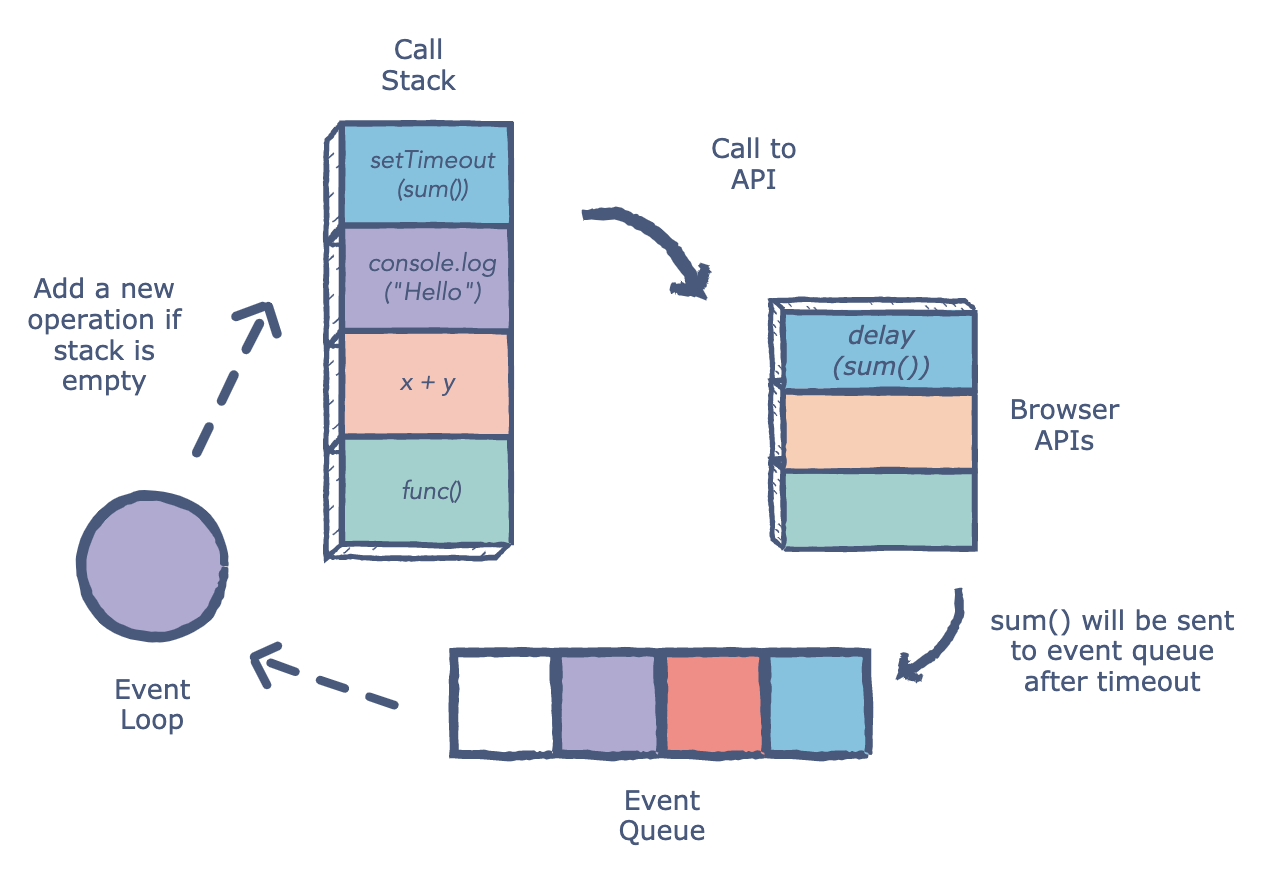 Call
Stack
setTimeout
(sum())
console.log
("Hello")
x + y
func()
Call to
API
delay
(sum())
Browser
APIs
Add a new
operation if
stack is
empty
Event
Loop
sum() will be sent
to event queue
after timeout
Event
Queue